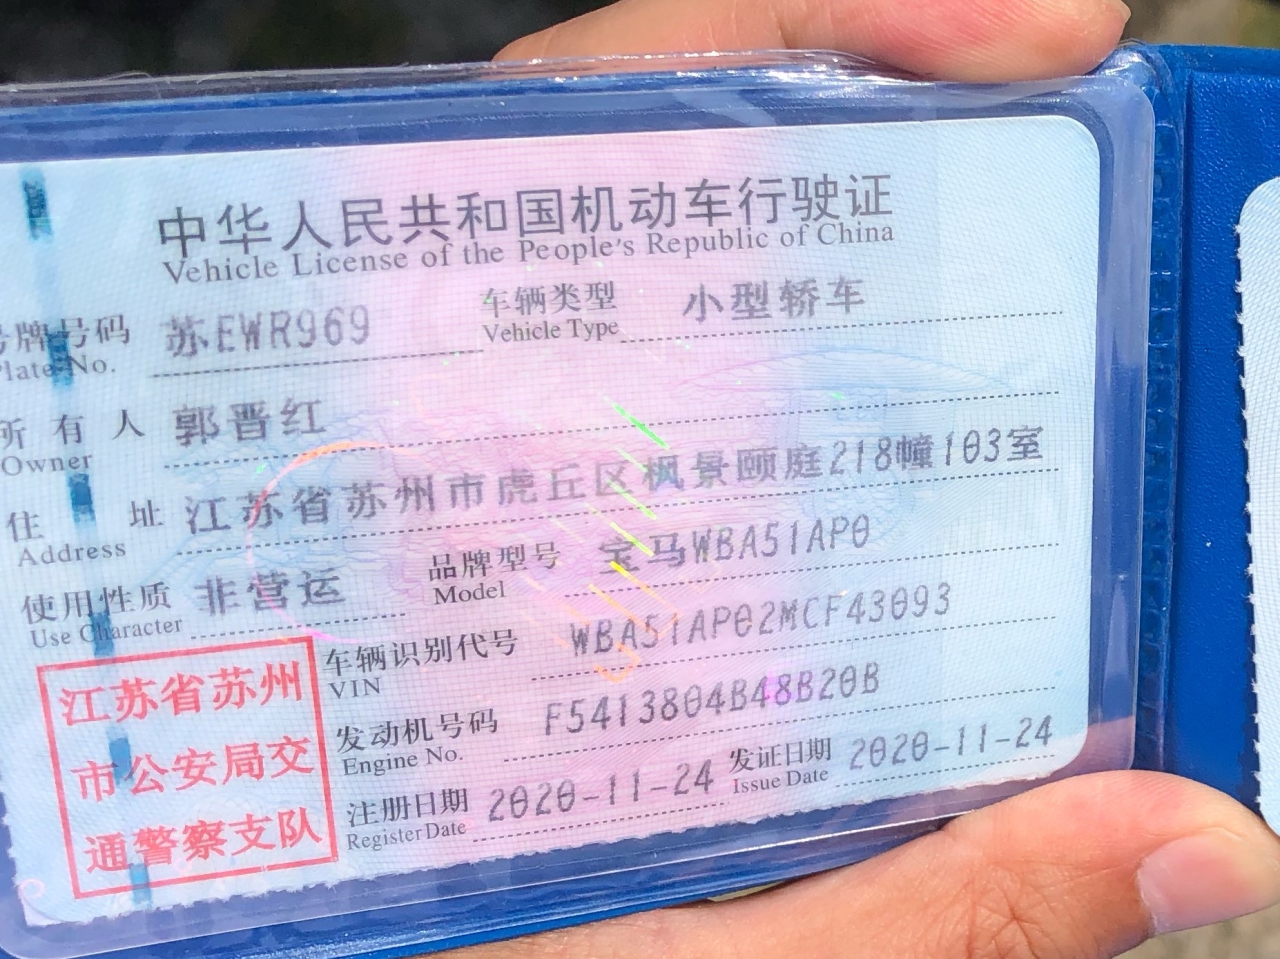 中华人民共和国机动车行驶证
Vehicle License of the People's Republic of China
号牌号码 苏EWR969 车辆类型 小型轿车
Plate No. Vehicle Type
所有人 郭晋红
Owner
住址 江苏省苏州市虎丘区枫景颐庭218幢103室
Address
使用性质 非营运 品牌型号 宝马WBA51AP0
Use Character Model
车辆识别代号 WBA51AP02MCF43093
VIN
发动机号码 F5413804B48B20B
Engine No.
注册日期 2020-11-24 发证日期 2020-11-24
Register Date Issue Date
江苏省苏州
市公安局交
通警察支队